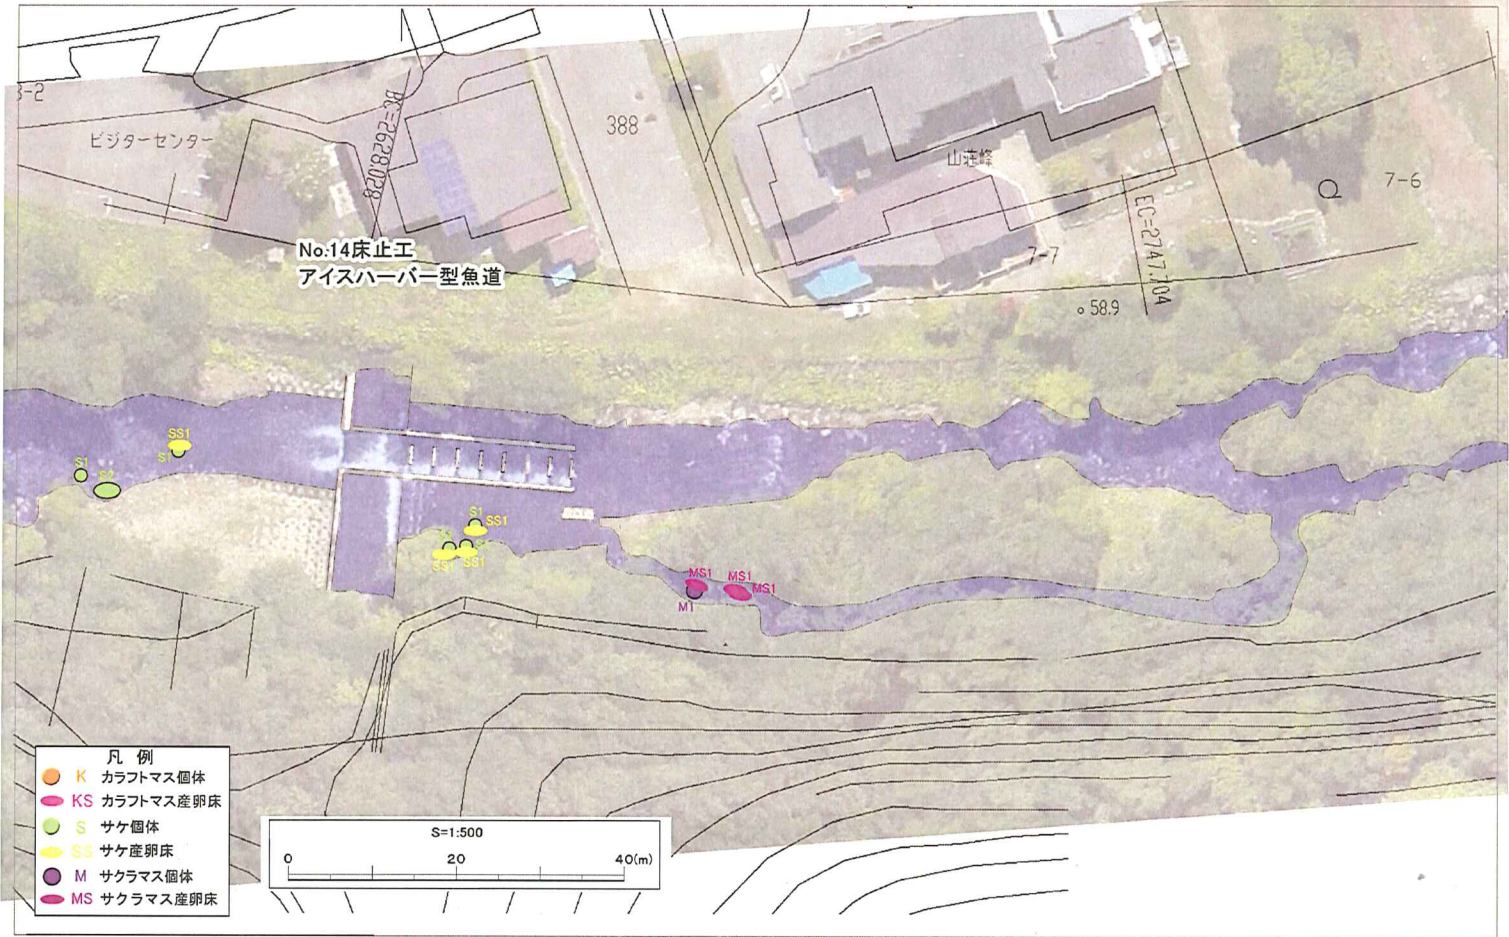 3-2
ビジターセンター
BC=2628.028
388
山荘峰
7-6
EC=2747.704
7-7
58.9
No.14床止工
アイスハーバー型魚道
SS1
S1
S1
S2
S1
SS1
SS1
SS1
MS1
MS1
MS1
M1
凡 例
K カラフトマス個体
KS カラフトマス産卵床
S サケ個体
SS サケ産卵床
M サクラマス個体
MS サクラマス産卵床
S=1:500
0 20 40(m)